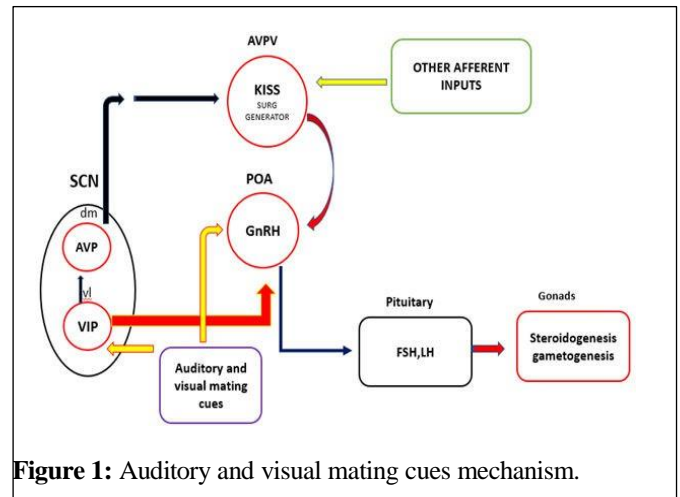 AVPV
KISS
SURG
GENERATOR
OTHER AFFERENT
INPUTS
SCN
dm
AVP
vl
VIP
POA
GnRH
Auditory and
visual mating
cues
Pituitary
FSH,LH
Gonads
Steroidogenesis
gametogenesis
Figure 1: Auditory and visual mating cues mechanism.